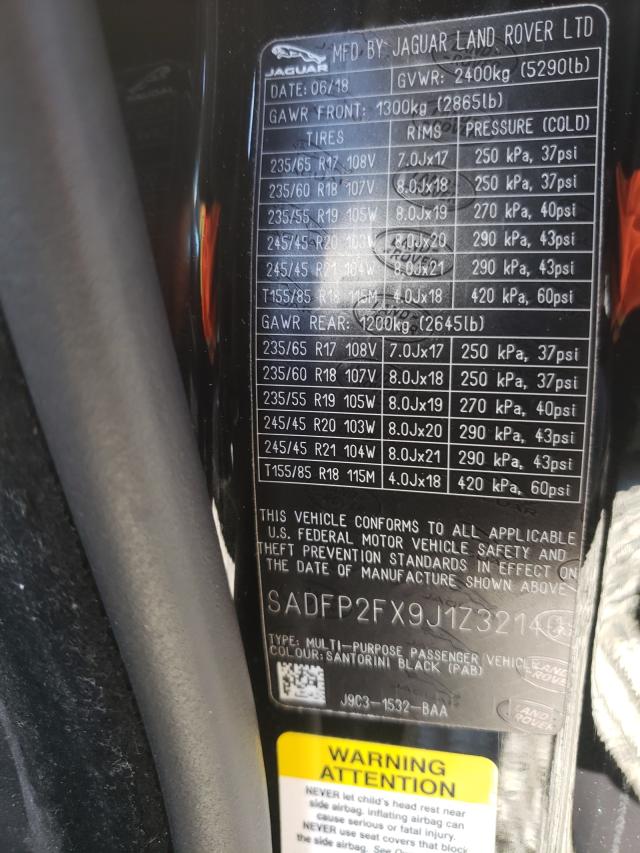 JAGUAR MFD BY JAGUAR LAND ROVER LTD
DATE: 06/18 GVWR: 2400kg (5290lb)
GAWR FRONT: 1300kg (2865lb)
TIRES RIMS PRESSURE (COLD)
235/65 R17 108V 7.0Jx17 250 kPa, 37psi
235/60 R18 107V 8.0Jx18 250 kPa, 37psi
235/55 R19 105W 8.0Jx19 270 kPa, 40psi
245/45 R20 103W 8.0Jx20 290 kPa, 43psi
245/45 R21 104W 8.0Jx21 290 kPa, 43psi
T155/85 R18 115M 4.0Jx18 420 kPa, 60psi
GAWR REAR: 1200kg (2645lb)
235/65 R17 108V 7.0Jx17 250 kPa, 37psi
235/60 R18 107V 8.0Jx18 250 kPa, 37psi
235/55 R19 105W 8.0Jx19 270 kPa, 40psi
245/45 R20 103W 8.0Jx20 290 kPa, 43psi
245/45 R21 104W 8.0Jx21 290 kPa, 43psi
T155/85 R18 115M 4.0Jx18 420 kPa, 60psi
THIS VEHICLE CONFORMS TO ALL APPLICABLE
U.S. FEDERAL MOTOR VEHICLE SAFETY AND
THEFT PREVENTION STANDARDS IN EFFECT ON
THE DATE OF MANUFACTURE SHOWN ABOVE
TYPE: MULTI-PURPOSE PASSENGER VEHICLE
COLOUR: SANTORINI BLACK (PAB)
J9C3-1532-BAA
LAND ROVER
WARNING
ATTENTION
NEVER let child's head rest near
side airbag. inflating airbag can
cause serious or fatal injury.
NEVER use seat covers that block
the side airbag. See